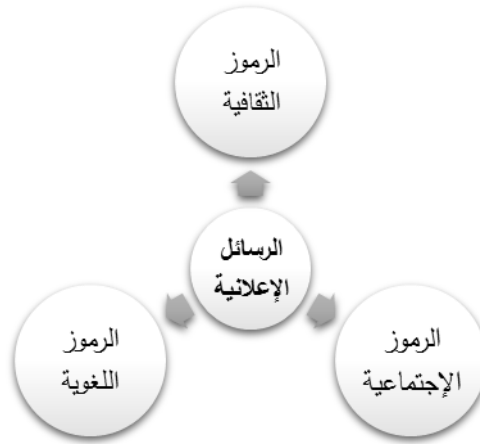 الرموز
الثقافية
الرسائل
الإعلانية
الرموز
الإجتماعية
الرموز
اللغوية